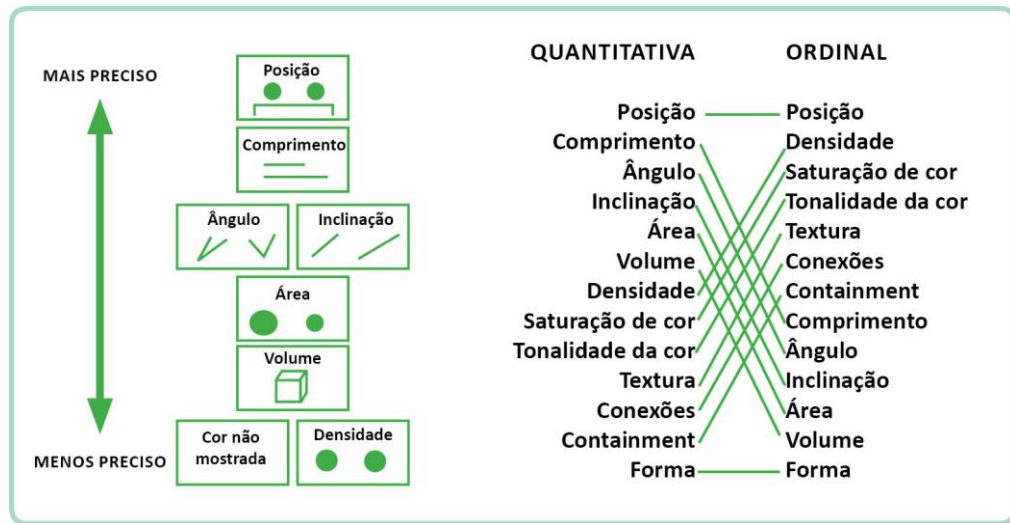 MAIS PRECISO
Posição
Comprimento
Ângulo
Inclinação
Área
Volume
Cor não
mostrada
Densidade
MENOS PRECISO
QUANTITATIVA ORDINAL
Posição Posição
Comprimento Densidade
Ângulo Saturação de cor
Inclinação Tonalidade da cor
Área Textura
Volume Conexões
Densidade Containment
Saturação de cor Comprimento
Tonalidade da cor Ângulo
Textura Inclinação
Conexões Área
Containment Volume
Forma Forma